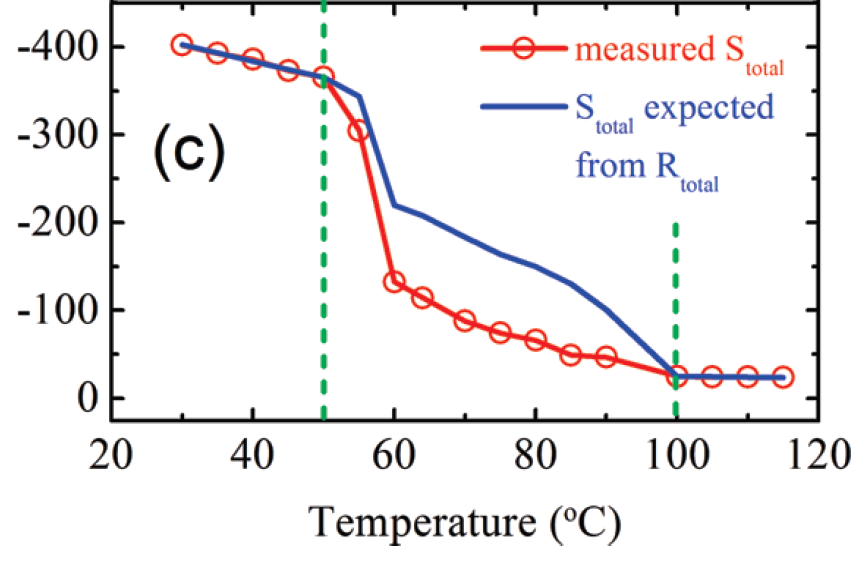 -400
-300
-200
-100
0
(c)
measured S_total
S_total expected
from R_total
20 40 60 80 100 120
Temperature (°C)